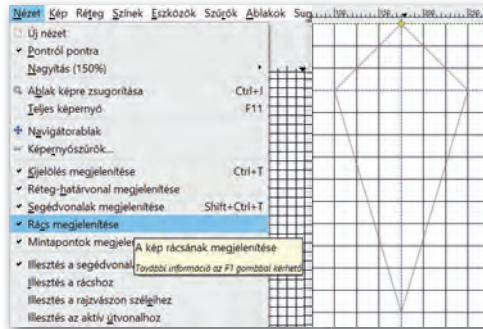 Nézet Kép Réteg Színek Eszközök Szűrők Ablakok Súg
Új nézet
Pontról pontra
Nagyítás (150%)
Ablak képre zsugorítása Ctrl+J
Teljes képernyő F11
Navigátorablak
Képernyőszűrők...
Kijelölés megjelenítése Ctrl+T
Réteg-határvonal megjelenítése
Segédvonalak megjelenítése Shift+Ctrl+T
Rács megjelenítése
Mintapontok megjele
A kép rácsának megjelenítése
További információ az F1 gombbal kérhető
Illesztés a segédvonal
Illesztés a rácshoz
Illesztés a rajzvászon széleihez
Illesztés az aktív útvonalhoz